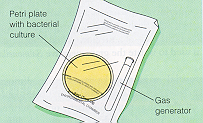 Petri plate
with bacterial
culture
Gas
generator